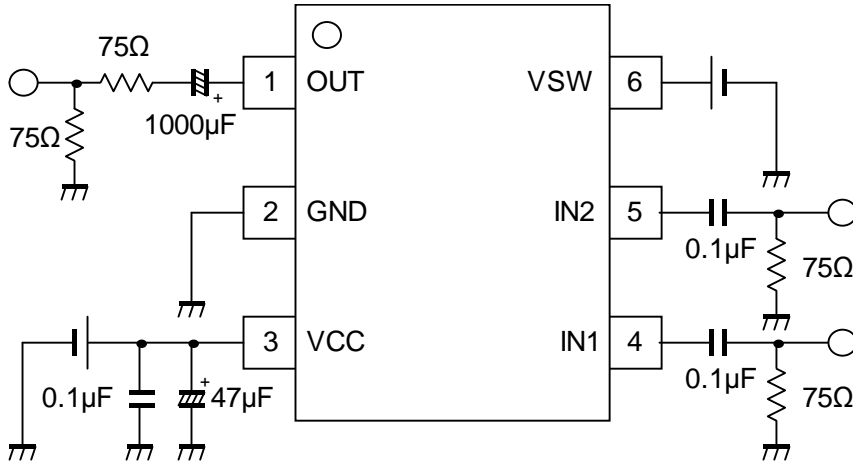 75Ω
1 OUT
VSW 6
+
75Ω
1000µF
2 GND
IN2 5
0.1µF
75Ω
3 VCC
IN1 4
+
0.1µF
47µF
0.1µF
75Ω